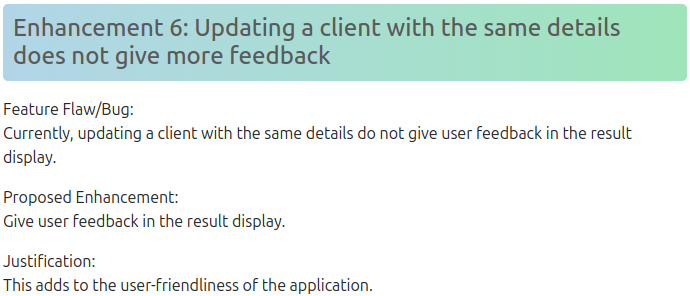 Enhancement 6: Updating a client with the same details
does not give more feedback
Feature Flaw/Bug:
Currently, updating a client with the same details do not give user feedback in the result
display.
Proposed Enhancement:
Give user feedback in the result display.
Justification:
This adds to the user-friendliness of the application.